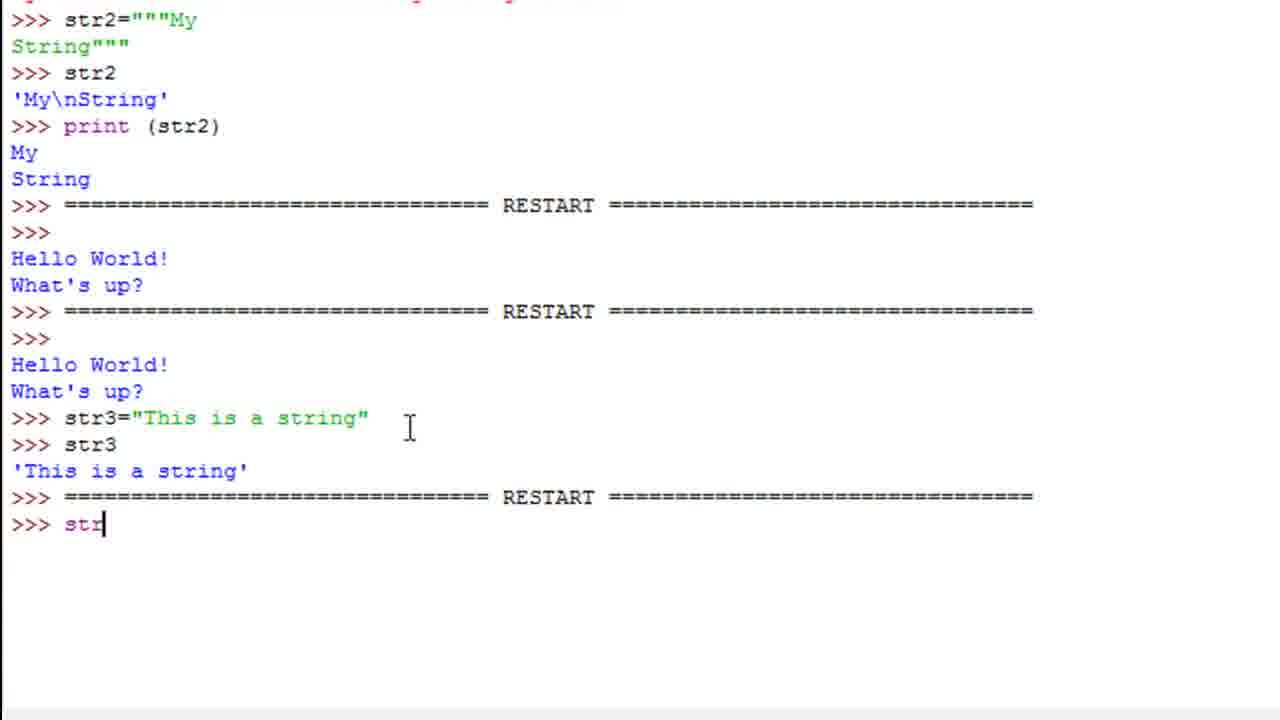 >>> str2="""My
String"""
>>> str2
'My\nString'
>>> print (str2)
My
String
>>> ================================ RESTART ================================
>>>
Hello World!
What's up?
>>> ================================ RESTART ================================
>>>
Hello World!
What's up?
>>> str3="This is a string"
>>> str3
'This is a string'
>>> ================================ RESTART ================================
>>> str